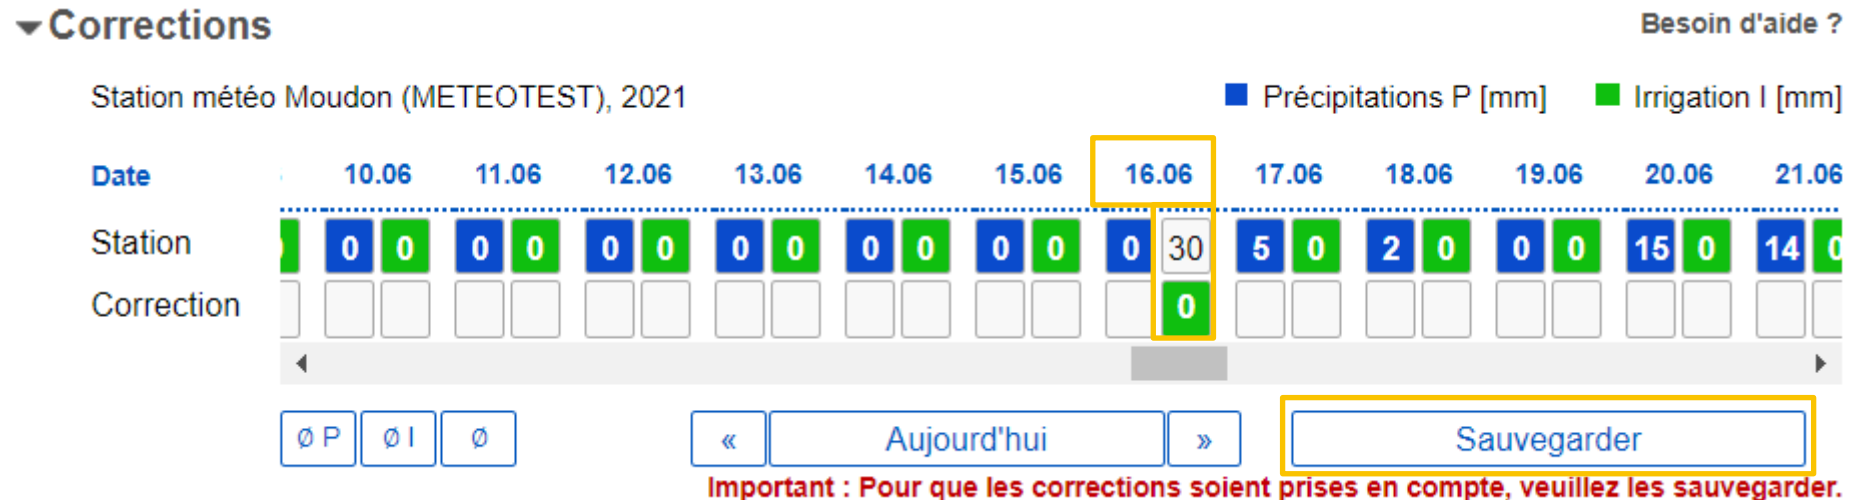 Corrections
Besoin d'aide ?
Station météo Moudon (METEOTEST), 2021
Précipitations P [mm] Irrigation I [mm]
Date 10.06 11.06 12.06 13.06 14.06 15.06 16.06 17.06 18.06 19.06 20.06 21.06
Station 0 0 0 0 0 0 0 0 0 0 0 0 0 30 5 0 2 0 0 0 15 0 14 0
Correction 0
Ø P Ø I Ø « Aujourd'hui » Sauvegarder
Important : Pour que les corrections soient prises en compte, veuillez les sauvegarder.